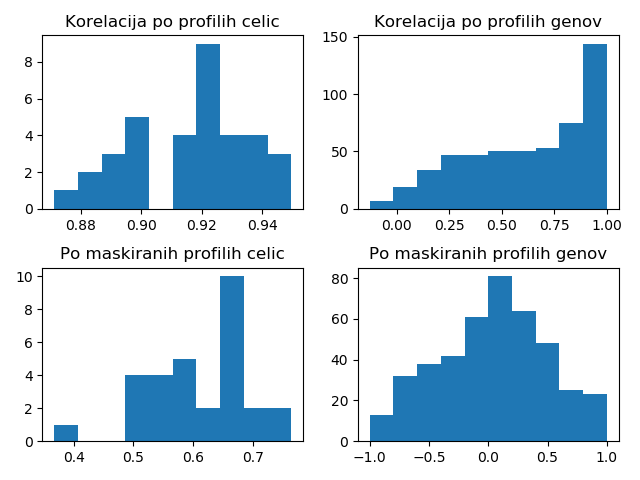 Korelacija po profilih celic
8
6
4
2
0
0.88 0.90 0.92 0.94
Korelacija po profilih genov
150
100
50
0
0.00 0.25 0.50 0.75 1.00
Po maskiranih profilih celic
10
8
6
4
2
0
0.4 0.5 0.6 0.7
Po maskiranih profilih genov
80
60
40
20
0
−1.0 −0.5 0.0 0.5 1.0